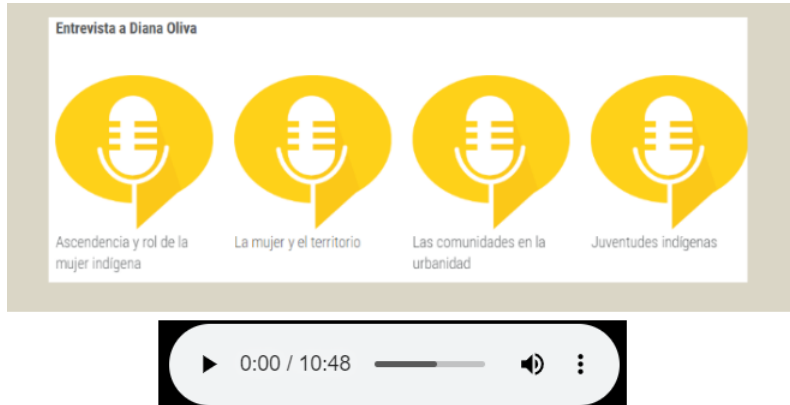 Entrevista a Diana Oliva
Ascendencia y rol de la
mujer indígena
La mujer y el territorio
Las comunidades en la
urbanidad
Juventudes indígenas
0:00 / 10:48